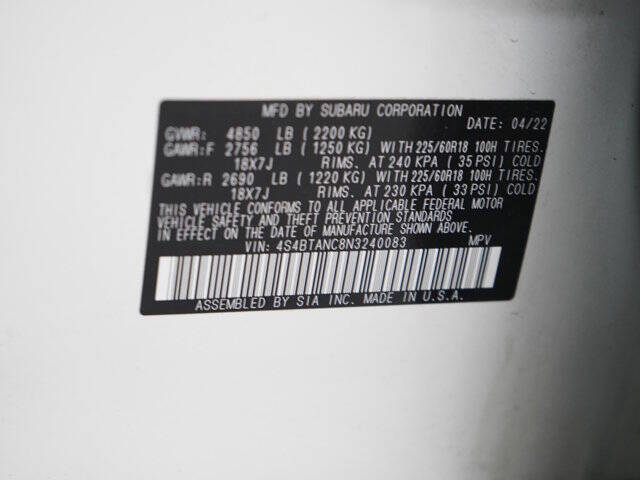 MFD BY SUBARU CORPORATION
DATE: 04/22
GVWR: 4850 LB (2200 KG)
GAWR:F 2756 LB (1250 KG) WITH 225/60R18 100H TIRES.
18X7J RIMS. AT 240 KPA (35 PSI) COLD
GAWR:R 2690 LB (1220 KG) WITH 225/60R18 100H TIRES.
18X7J RIMS. AT 230 KPA (33 PSI) COLD
THIS VEHICLE CONFORMS TO ALL APPLICABLE FEDERAL MOTOR
VEHICLE SAFETY AND THEFT PREVENTION STANDARDS
IN EFFECT ON THE DATE OF MANUFACTURE SHOWN ABOVE.
VIN: 4S4BTANC8N3240083 MPV
ASSEMBLED BY SIA INC. MADE IN U.S.A.